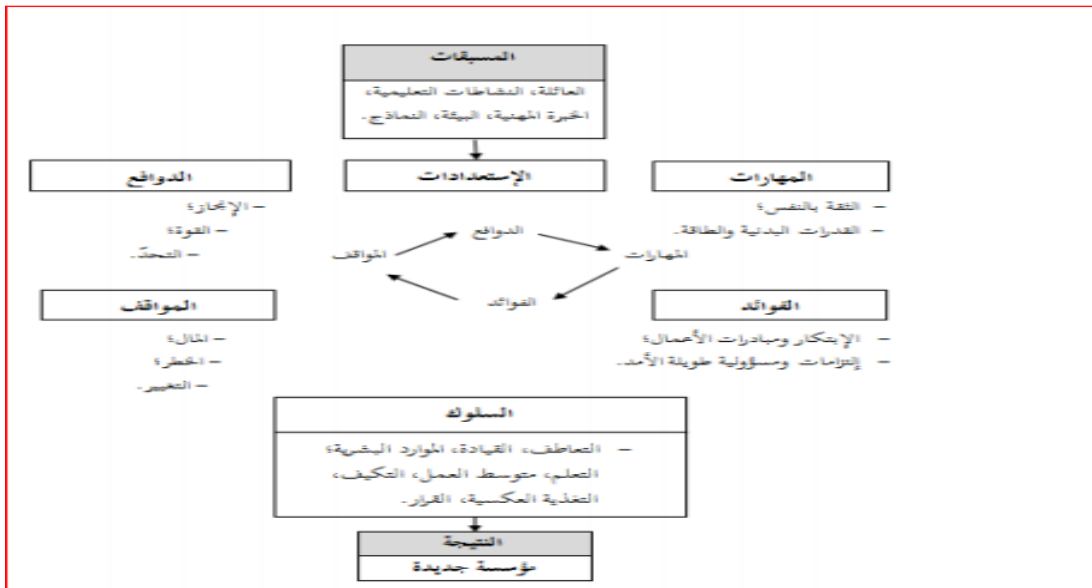 المسبقات
العائلة، النشاطات التعليمية،
الخبرة المهنية، البيئة، النماذج.
المهارات
الإستعدادات
الدوافع
– الثقة بالنفس؛
– القدرات البدنية والطاقة.
– الإنجاز؛
– القوة؛
– التحدّ.
الدوافع
المهارات
المواقف
الفوائد
الفوائد
المواقف
– الإبتكار ومبادرات الأعمال؛
– إلتزامات ومسؤولية طويلة الأمد.
– المال؛
– الخطر؛
– التغيير.
السلوك
– التعاطف، القيادة، الموارد البشرية؛
التعلم، متوسط العمل، التكيف،
التغذية العكسية، القرار.
النتيجة
مؤسسة جديدة